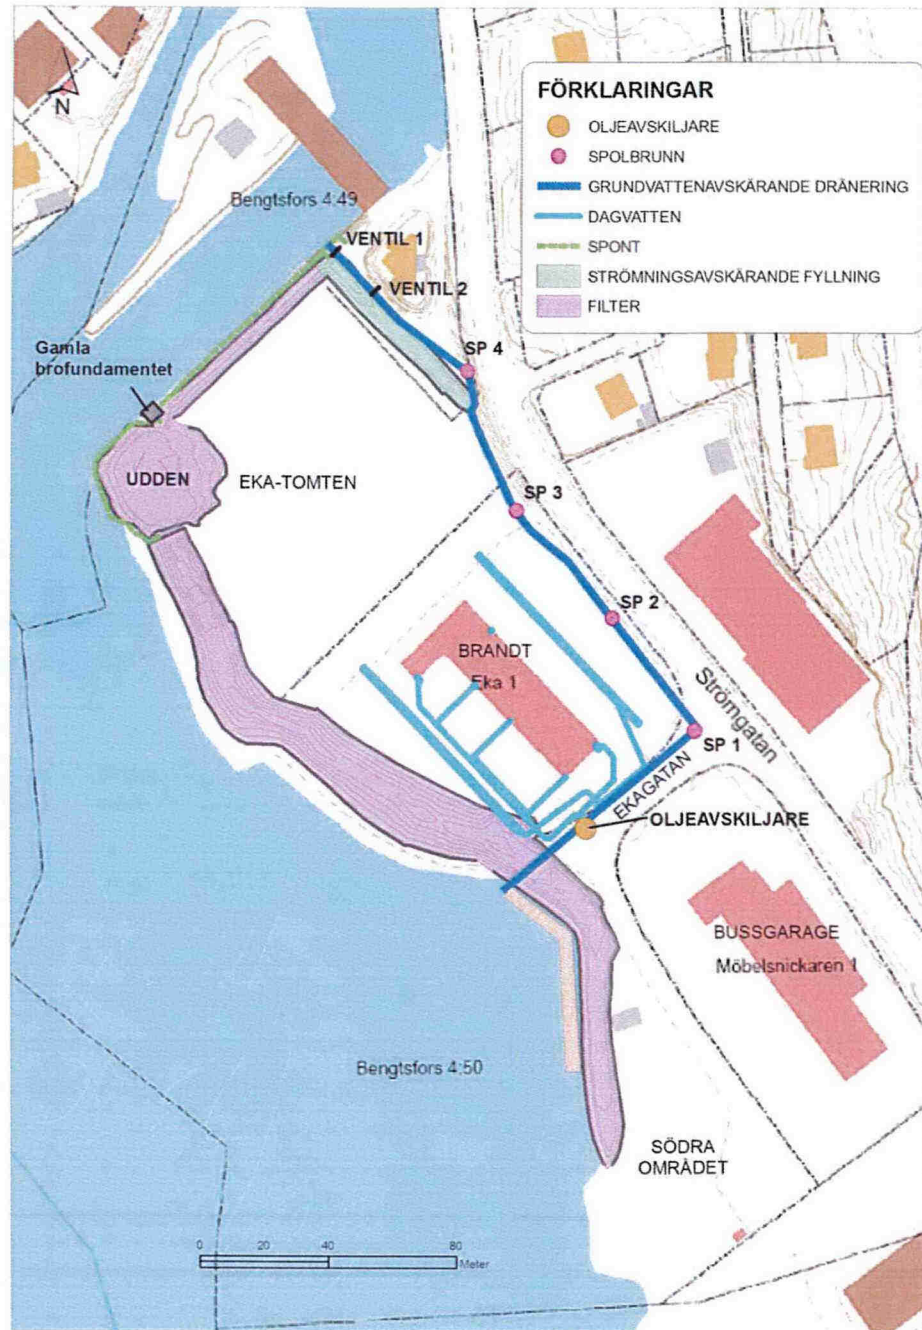 N
FÖRKLARINGAR
OLJEAVSKILJARE
SPOLBRUNN
GRUNDVATTENAVSKÄRANDE DRÄNERING
DAGVATTEN
SPONT
STRÖMNINGSAVSKÄRANDE FYLLNING
FILTER
Bengtsfors 4:49
VENTIL 1
VENTIL 2
SP 4
Gamla
brofundamentet
UDDEN
EKA-TOMTEN
SP 3
SP 2
BRANDT
Eka 1
Strömgatan
SP 1
EKAGATAN
OLJEAVSKILJARE
BUSSGARAGE
Möbelsnickaren 1
Bengtsfors 4:50
SÖDRA
OMRÅDET
0 20 40 80
Meter